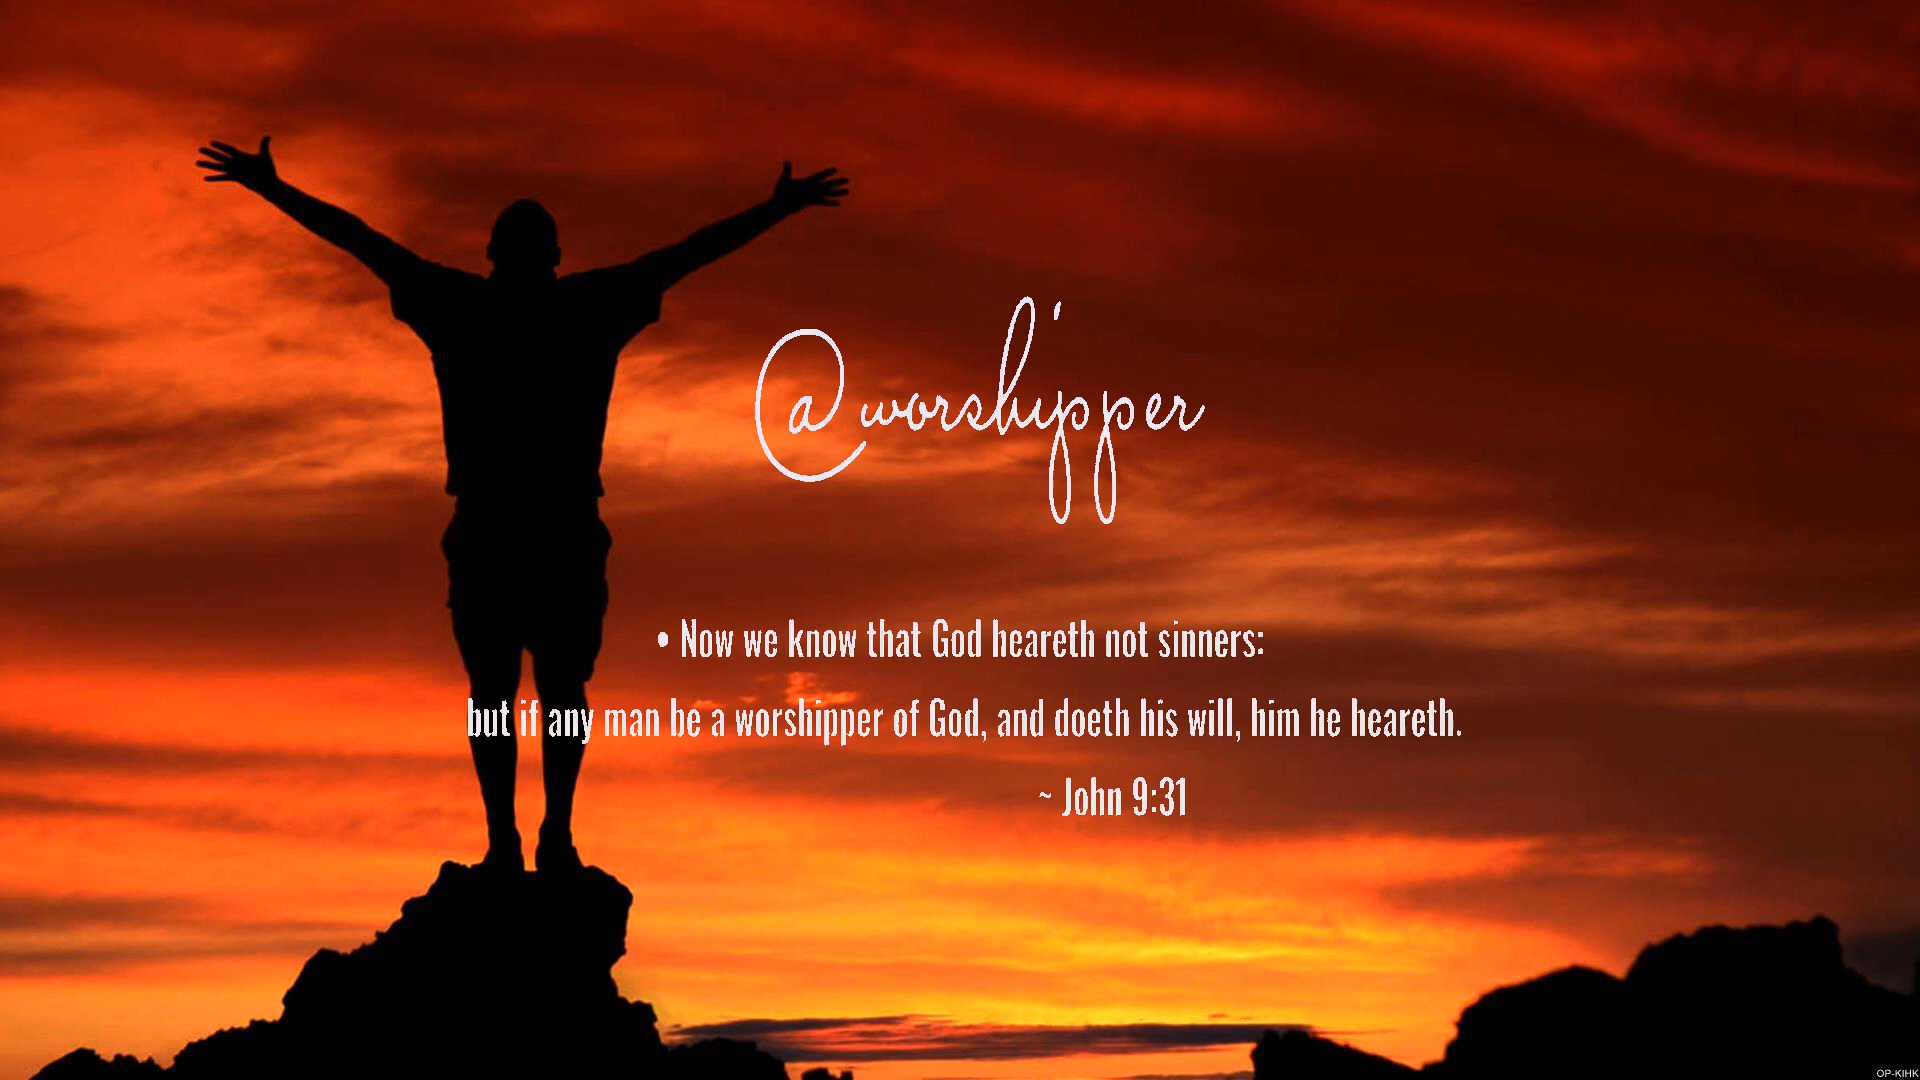 @worshipper
• Now we know that God heareth not sinners:
but if any man be a worshipper of God, and doeth his will, him he heareth.
~ John 9:31
OP-KIHK